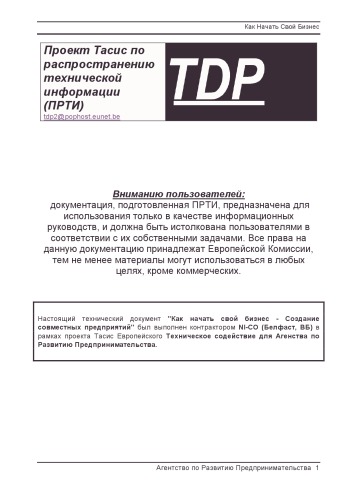 Как Начать Свой Бизнес
Проект Тасис по
распространению
технической
информации
(ПРТИ)
tdp2@pophost.eunet.be
TDP
Вниманию пользователей:
документация, подготовленная ПРТИ, предназначена для
использования только в качестве информационных
руководств, и должна быть истолкована пользователями в
соответствии с их собственными задачами. Все права на
данную документацию принадлежат Европейской Комиссии,
тем не менее материалы могут использоваться в любых
целях, кроме коммерческих.
Настоящий технический документ "Как начать свой бизнес - Создание
совместных предприятий" был выполнен контрактором NI-CO (Белфаст, ВБ) в
рамках проекта Тасис Европейского Техническое содействие для Агенства по
Развитию Предпринимательства.
Агентство по Развитию Предпринимательства 1